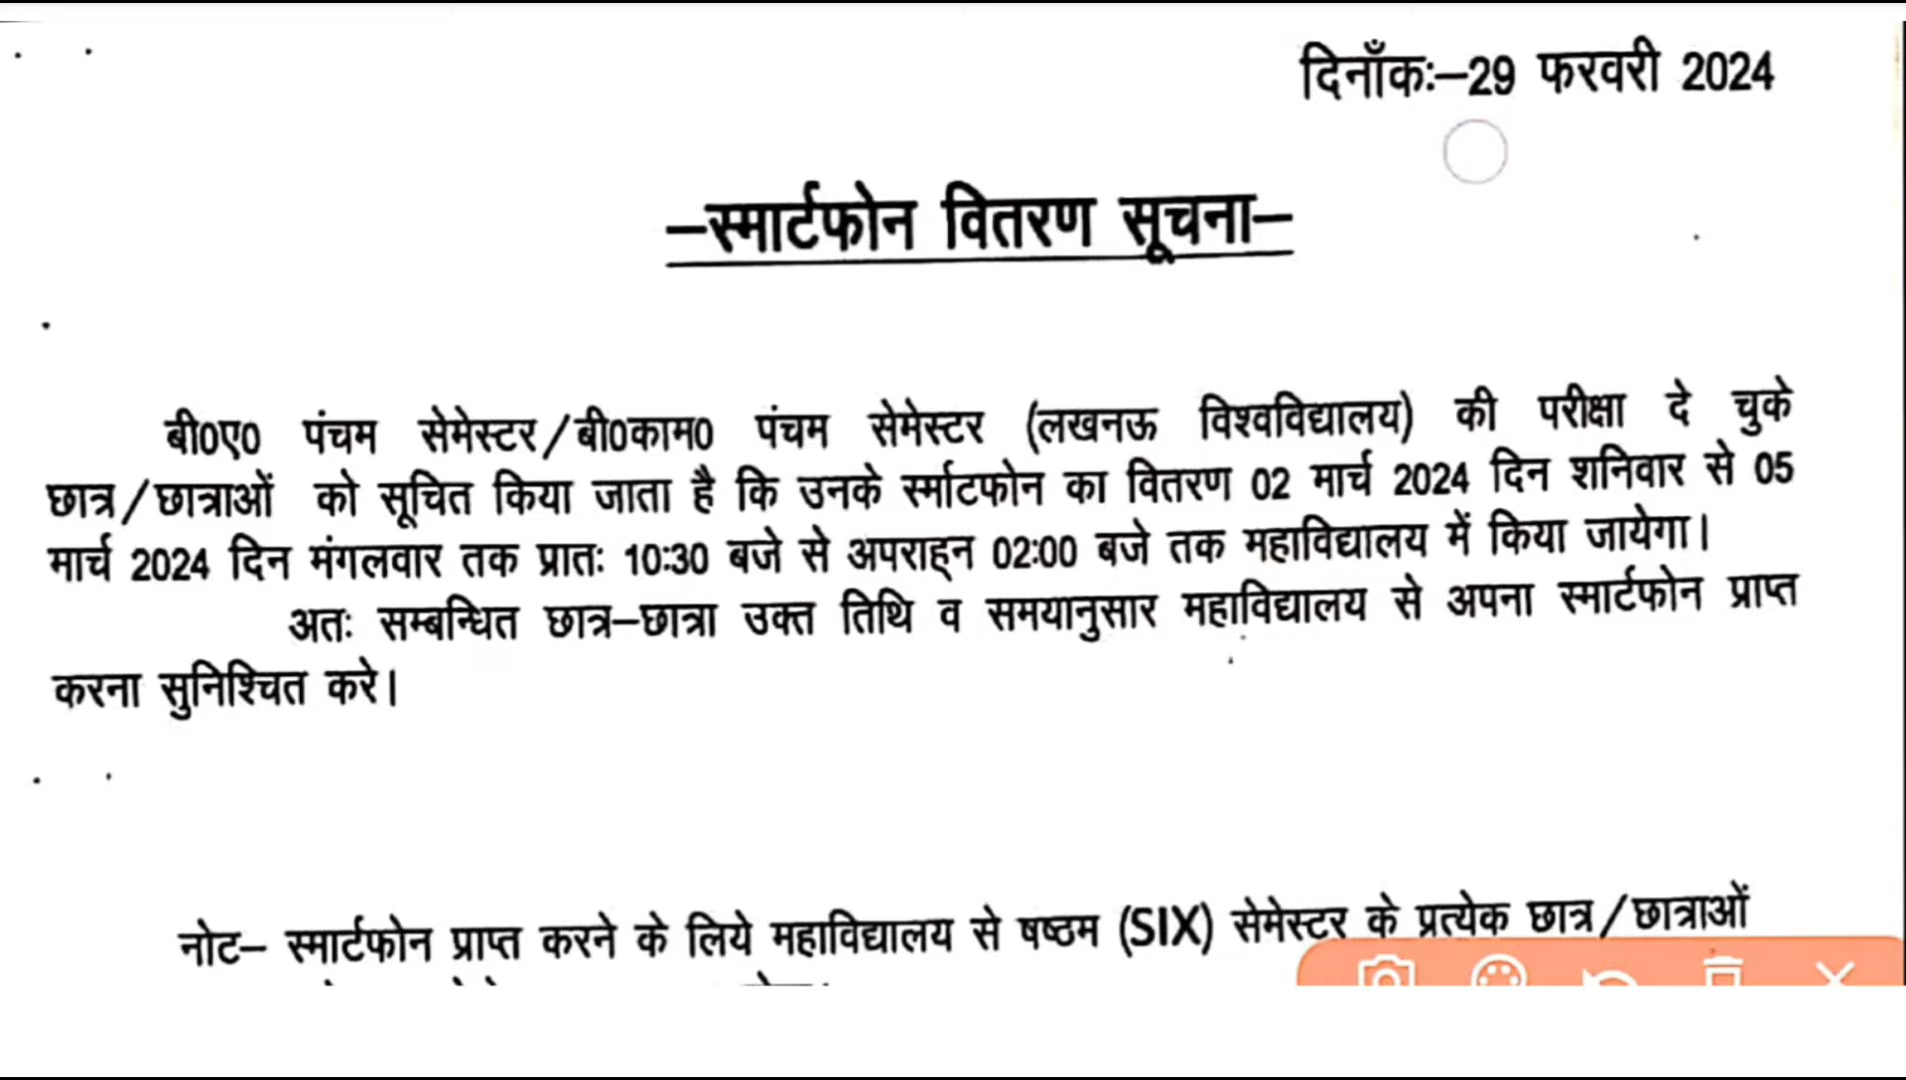 दिनाँकः–29 फरवरी 2024
–स्मार्टफोन वितरण सूचना–
बी0ए0 पंचम सेमेस्टर/बी0काम0 पंचम सेमेस्टर (लखनऊ विश्वविद्यालय) की परीक्षा दे चुके
छात्र/छात्राओं को सूचित किया जाता है कि उनके र्स्माटफोन का वितरण 02 मार्च 2024 दिन शनिवार से 05
मार्च 2024 दिन मंगलवार तक प्रातः 10:30 बजे से अपराह्न 02:00 बजे तक महाविद्यालय में किया जायेगा।
अतः सम्बन्धित छात्र–छात्रा उक्त तिथि व समयानुसार महाविद्यालय से अपना स्मार्टफोन प्राप्त
करना सुनिश्चित करे।
नोट– स्मार्टफोन प्राप्त करने के लिये महाविद्यालय से षष्ठम (SIX) सेमेस्टर के प्रत्येक छात्र/छात्राओं